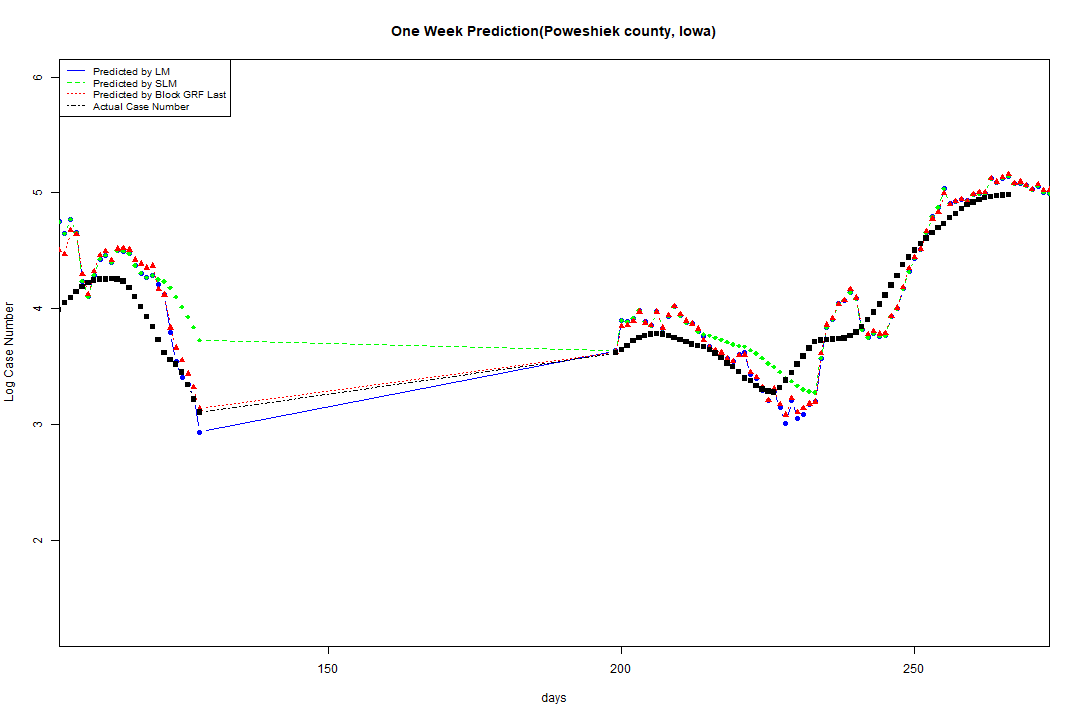 One Week Prediction(Poweshiek county, Iowa)
Predicted by LM
Predicted by SLM
Predicted by Block GRF Last
Actual Case Number
6
5
4
3
2
Log Case Number
150 200 250
days